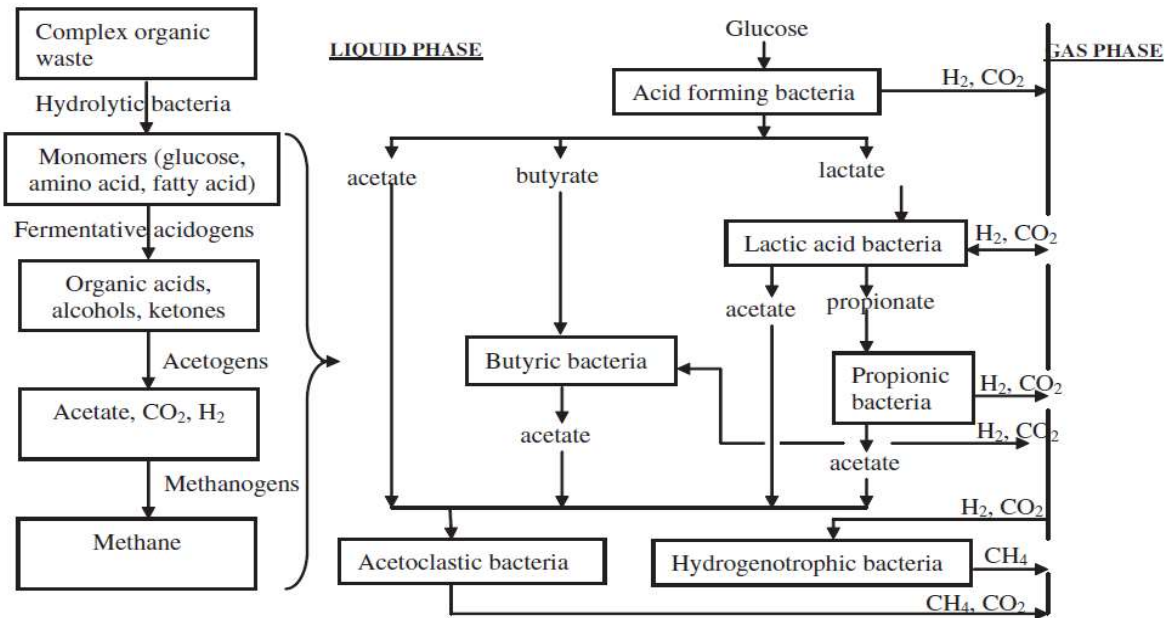 Complex organic
waste
Hydrolytic bacteria
Monomers (glucose,
amino acid, fatty acid)
Fermentative acidogens
Organic acids,
alcohols, ketones
Acetogens
Acetate, CO₂, H₂
Methanogens
Methane
LIQUID PHASE
GAS PHASE
Glucose
Acid forming bacteria
H₂, CO₂
acetate
butyrate
lactate
Lactic acid bacteria
H₂, CO₂
acetate
propionate
Butyric bacteria
Propionic
bacteria
H₂, CO₂
acetate
H₂, CO₂
acetate
H₂, CO₂
Acetoclastic bacteria
Hydrogenotrophic bacteria
CH₄
CH₄, CO₂